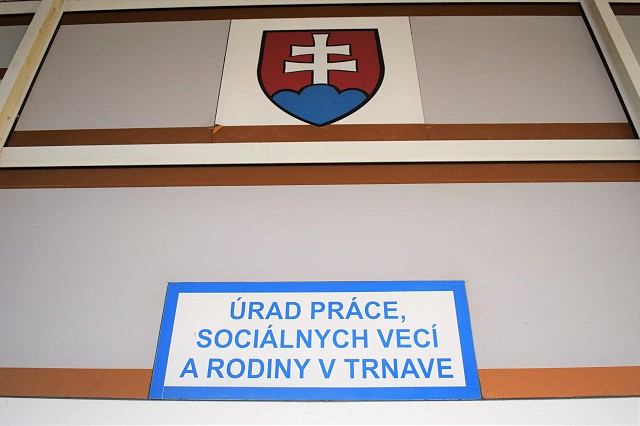 ÚRAD PRÁCE,
SOCIÁLNYCH VECÍ
A RODINY V TRNAVE